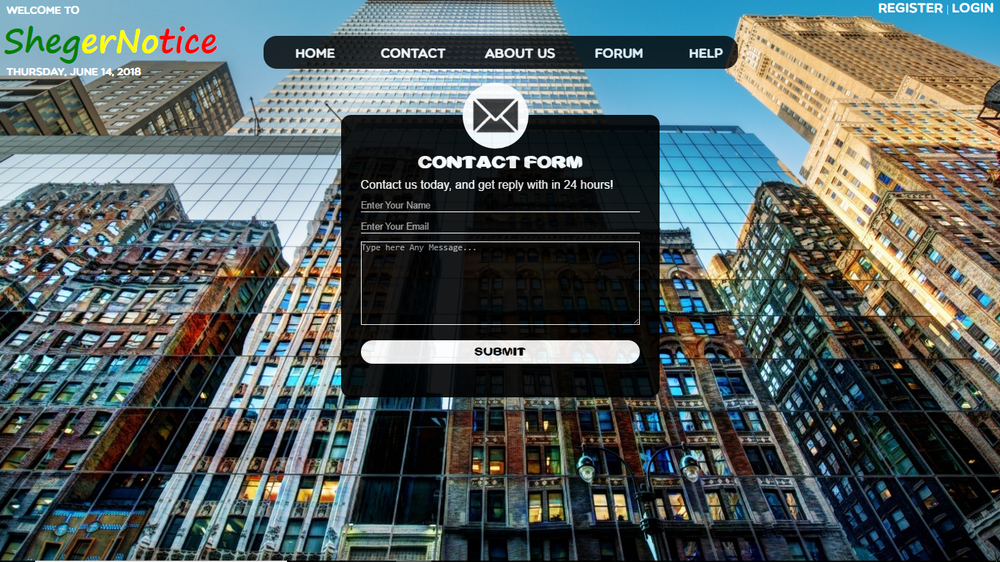 WELCOME TO
REGISTER | LOGIN
ShegerNotice
HOME CONTACT ABOUT US FORUM HELP
THURSDAY, JUNE 14, 2018
CONTACT FORM
Contact us today, and get reply with in 24 hours!
Enter Your Name
Enter Your Email
Type here Any Message...
SUBMIT